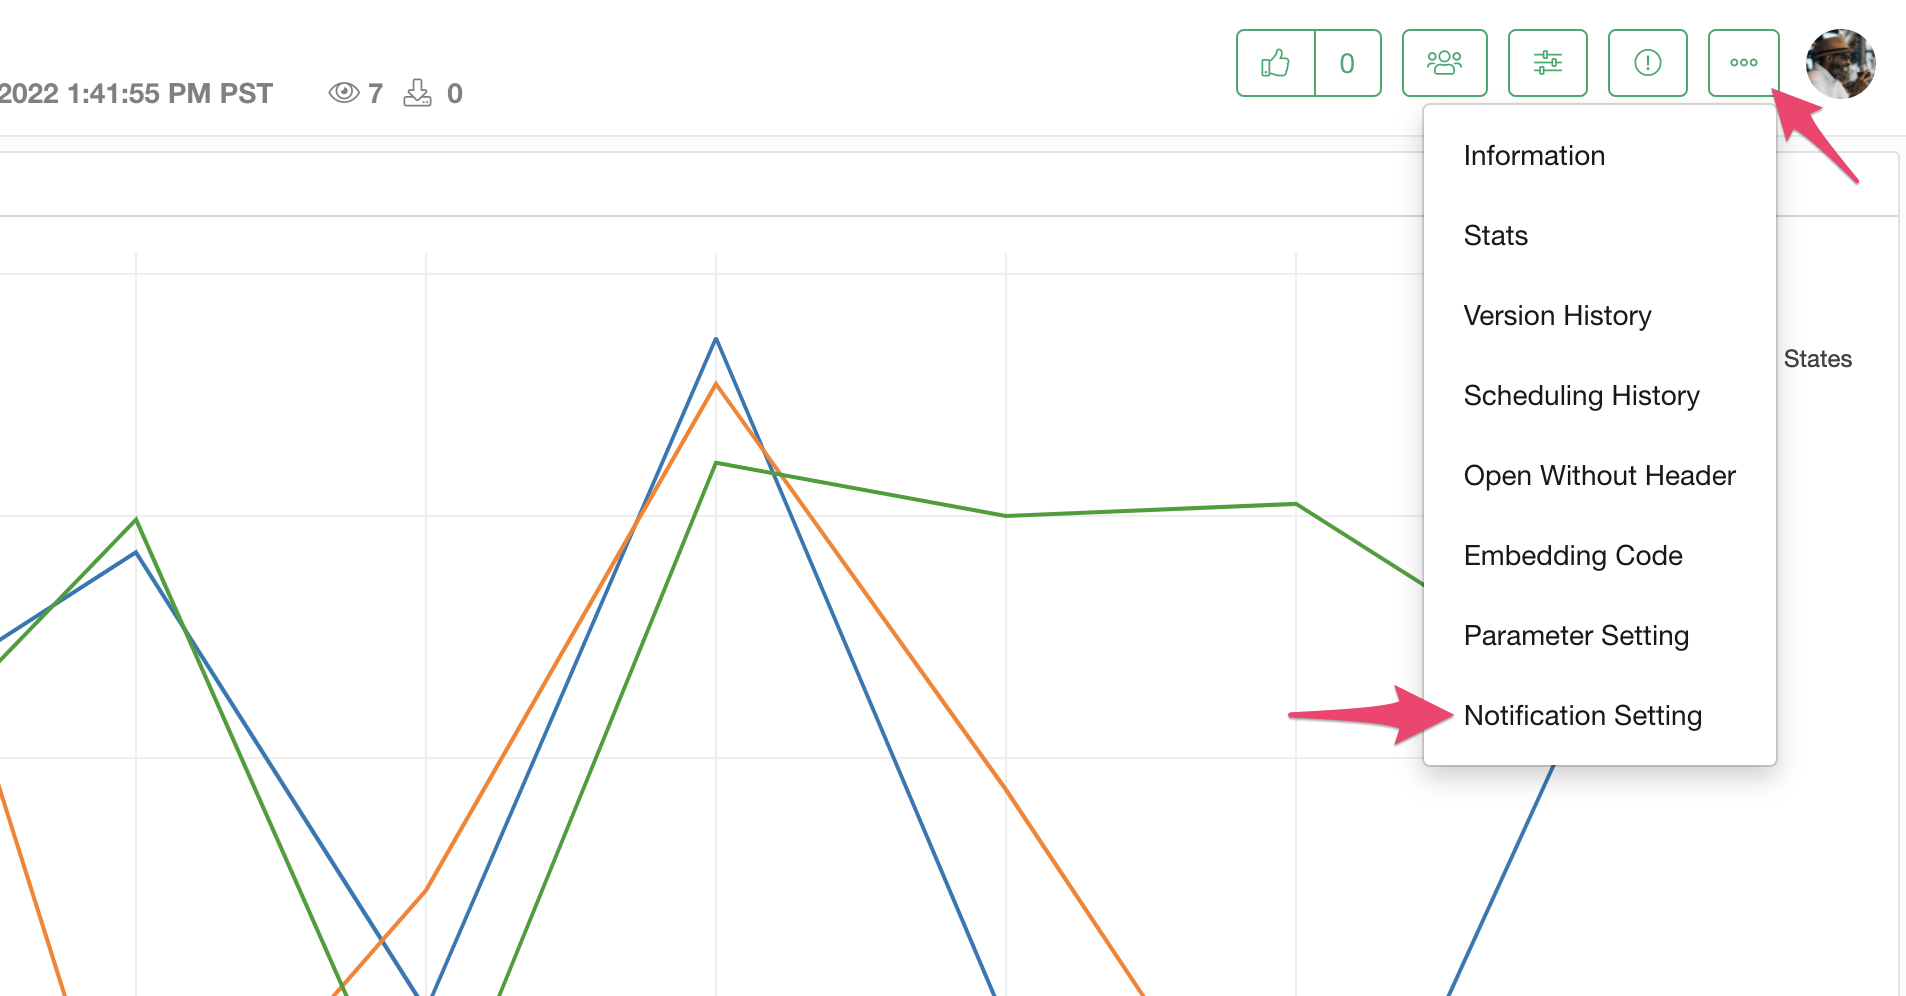 2022 1:41:55 PM PST 7 0
0
Information
Stats
Version History
States
Scheduling History
Open Without Header
Embedding Code
Parameter Setting
Notification Setting